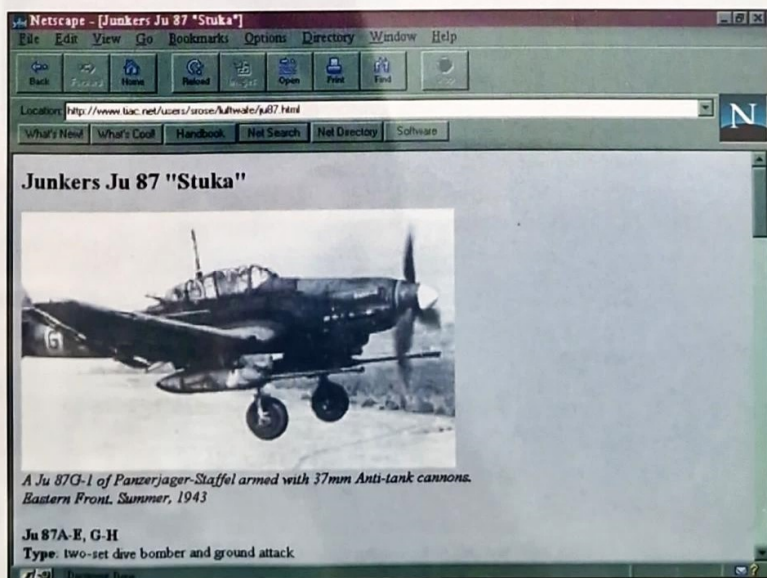 Netscape - [Junkers Ju 87 "Stuka"]
File Edit View Go Bookmarks Options Directory Window Help
Back Forward Home Reload Images Open Print Find Stop
Location: http://www.tiac.net/users/srose/luftwafe/ju87.html
N
What's New! What's Cool! Handbook Net Search Net Directory Software
Junkers Ju 87 "Stuka"
G
A Ju 87G-1 of Panzerjager-Staffel armed with 37mm Anti-tank cannons.
Eastern Front. Summer, 1943
Ju 87A-E, G-H
Type: two-set dive bomber and ground attack